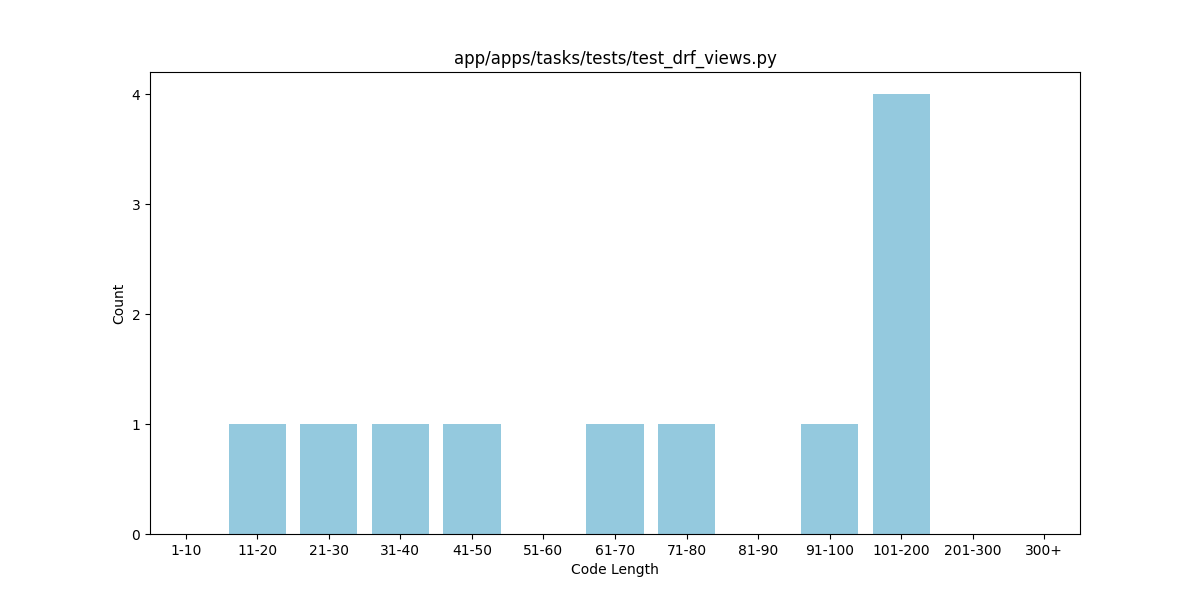 app/apps/tasks/tests/test_drf_views.py
4
3
2
1
0
Count
1-10 11-20 21-30 31-40 41-50 51-60 61-70 71-80 81-90 91-100 101-200 201-300 300+
Code Length